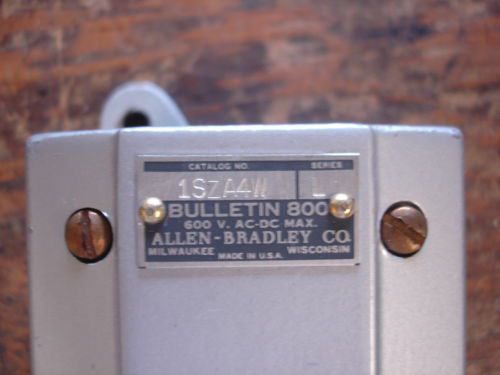 CATALOG NO. SERIES
1SZA4W L
BULLETIN 800
600 V. AC-DC MAX.
ALLEN-BRADLEY CO.
MILWAUKEE MADE IN U.S.A. WISCONSIN